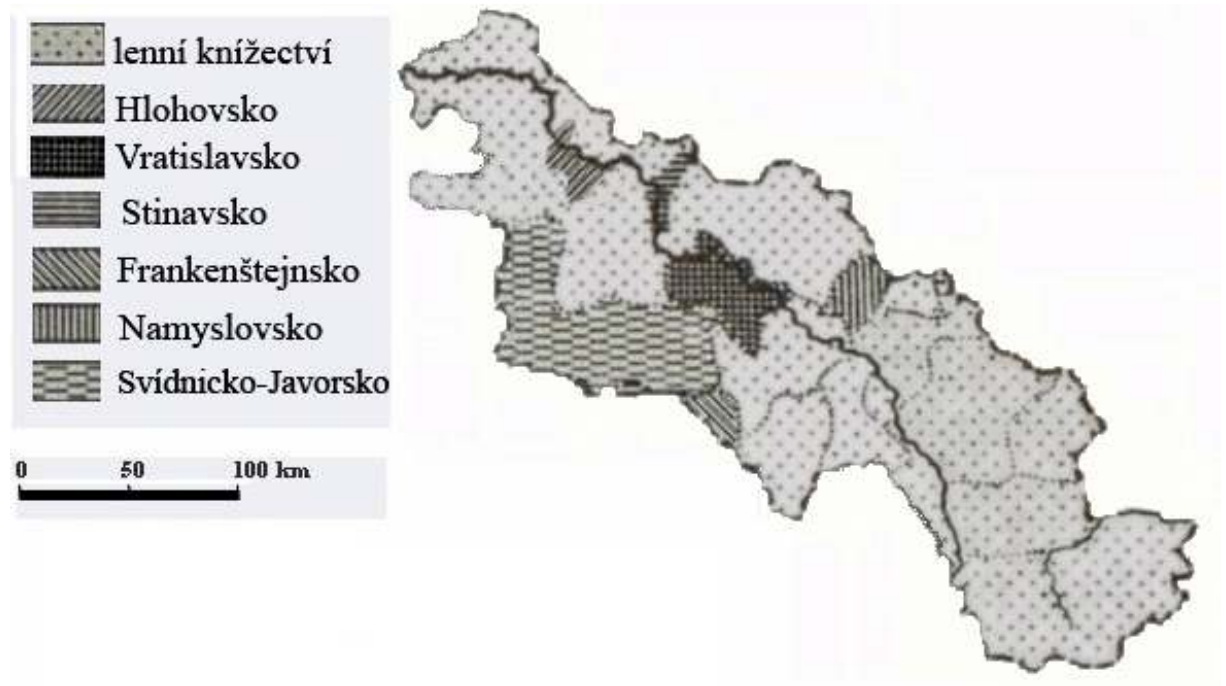 lenní knížectví
Hlohovsko
Vratislavsko
Stinavsko
Frankenštejnsko
Namyslovsko
Svídnicko-Javorsko
0 50 100 km